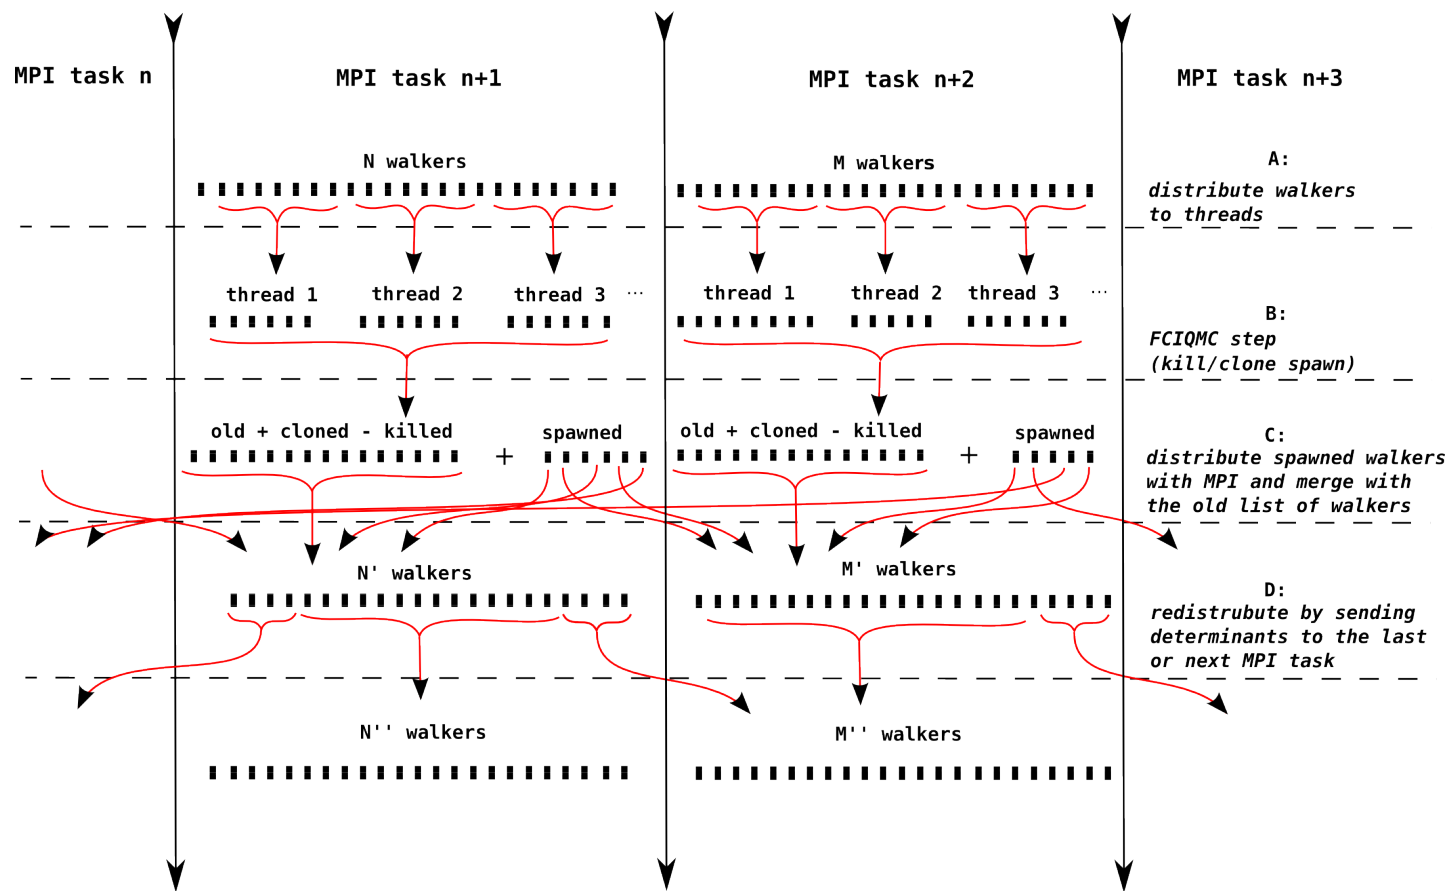 MPI task n
MPI task n+1
MPI task n+2
MPI task n+3
N walkers
M walkers
A:
distribute walkers
to threads
thread 1
thread 2
thread 3
...
thread 1
thread 2
thread 3
...
B:
FCIQMC step
(kill/clone spawn)
old + cloned - killed
+
spawned
old + cloned - killed
+
spawned
C:
distribute spawned walkers
with MPI and merge with
the old list of walkers
N' walkers
M' walkers
D:
redistrubute by sending
determinants to the last
or next MPI task
N'' walkers
M'' walkers